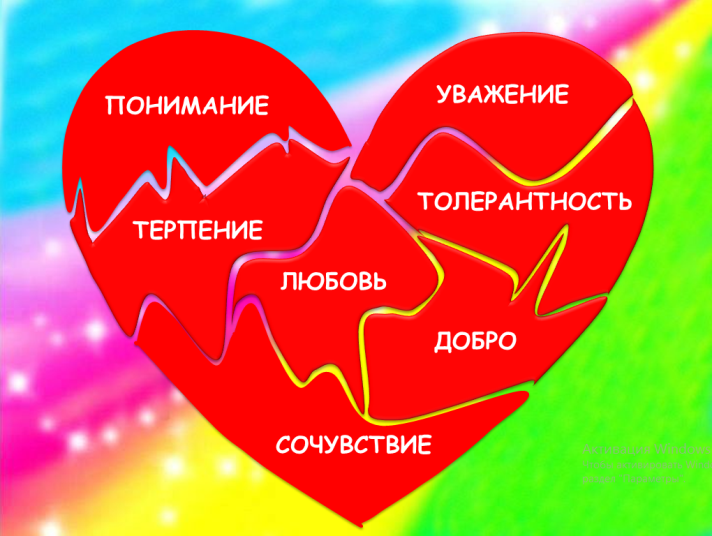 ПОНИМАНИЕ
УВАЖЕНИЕ
ТЕРПЕНИЕ
ТОЛЕРАНТНОСТЬ
ЛЮБОВЬ
ДОБРО
СОЧУВСТВИЕ